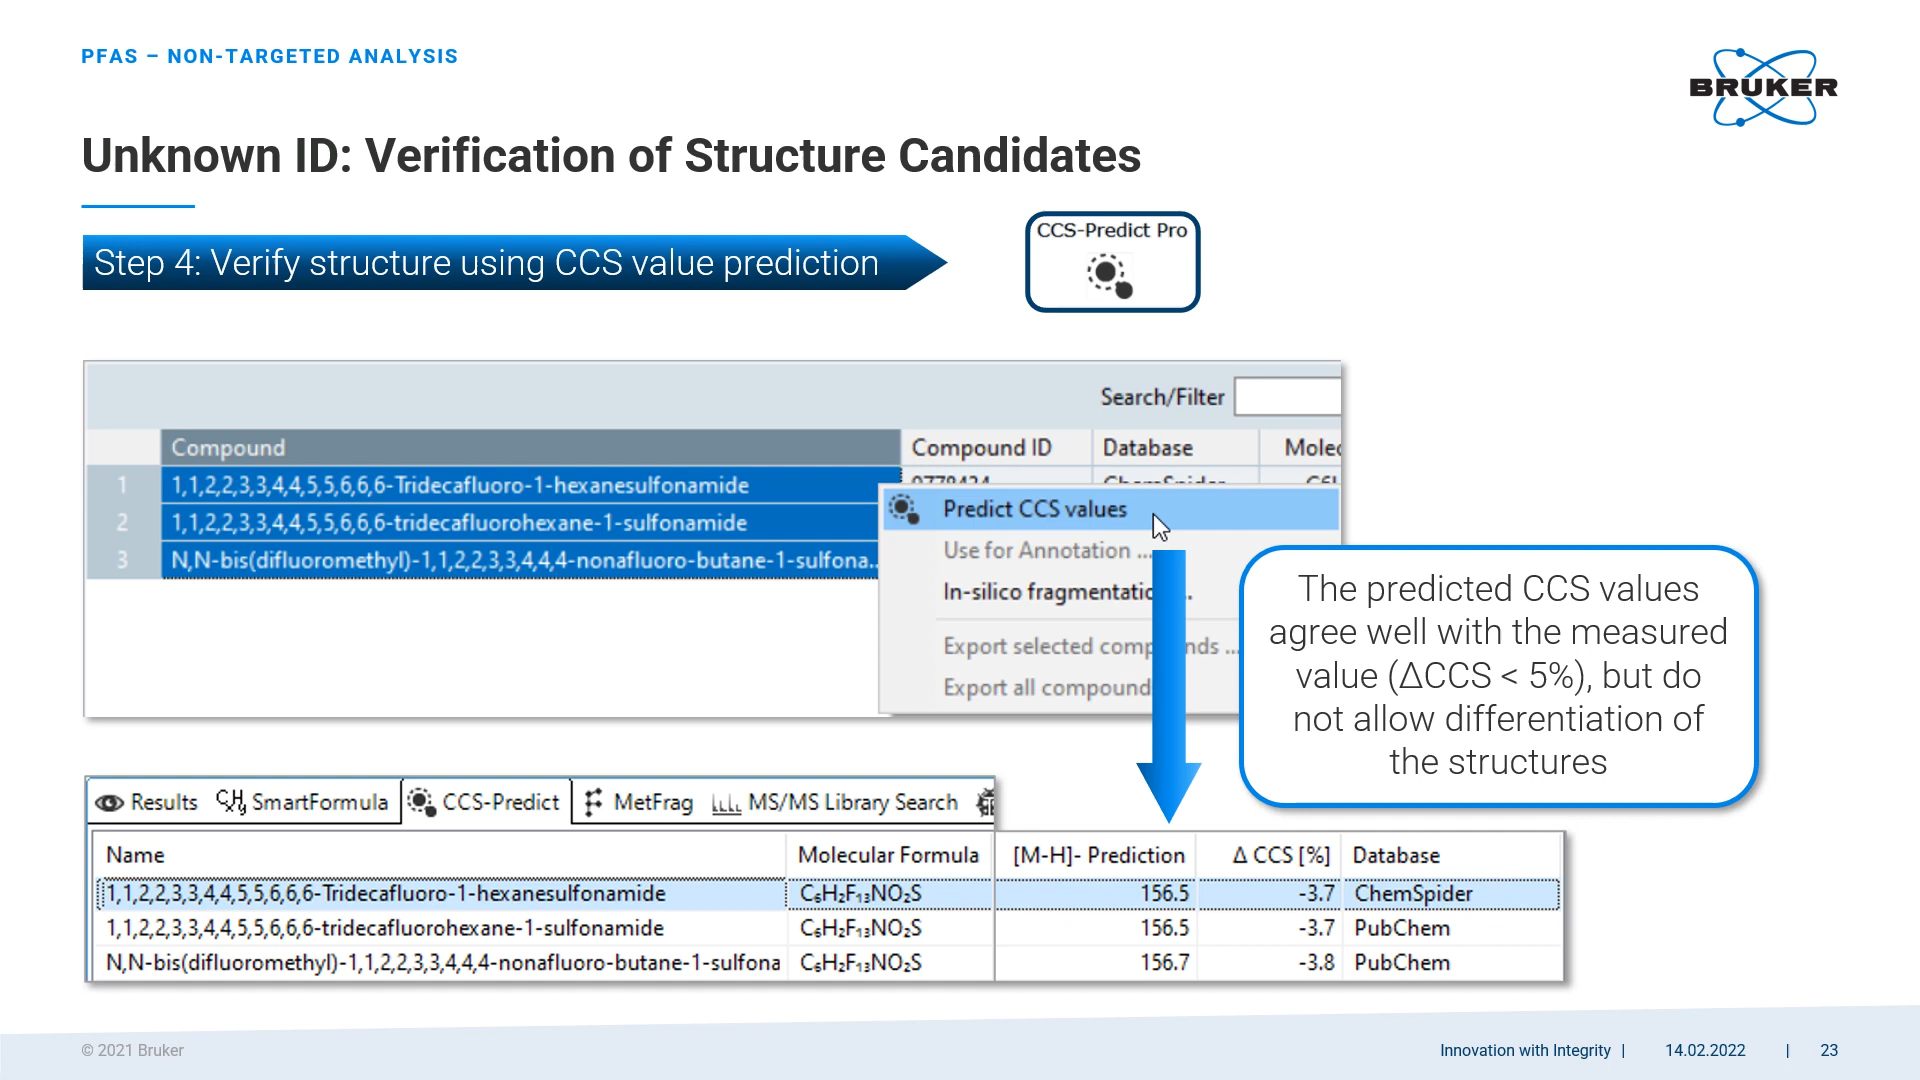 PFAS – NON-TARGETED ANALYSIS
BRUKER
Unknown ID: Verification of Structure Candidates
Step 4: Verify structure using CCS value prediction
CCS-Predict Pro
Search/Filter
Compound Compound ID Database
1 1,1,2,2,3,3,4,4,5,5,6,6,6-Tridecafluoro-1-hexanesulfonamide
2 1,1,2,2,3,3,4,4,5,5,6,6,6-tridecafluorohexane-1-sulfonamide
3 N,N-bis(difluoromethyl)-1,1,2,2,3,3,4,4,4-nonafluoro-butane-1-sulfona...
Predict CCS values
Use for Annotation ...
In-silico
Export selected
Export all
The predicted CCS values
agree well with the measured
value (ΔCCS < 5%), but do
not allow differentiation of
the structures
Results SmartFormula CCS-Predict MetFrag MS/MS Library Search
Name Molecular Formula [M-H]- Prediction Δ CCS [%] Database
1,1,2,2,3,3,4,4,5,5,6,6,6-Tridecafluoro-1-hexanesulfonamide C₆H₂F₁₃NO₂S 156.5 -3.7 ChemSpider
1,1,2,2,3,3,4,4,5,5,6,6,6-tridecafluorohexane-1-sulfonamide C₆H₂F₁₃NO₂S 156.5 -3.7 PubChem
N,N-bis(difluoromethyl)-1,1,2,2,3,3,4,4,4-nonafluoro-butane-1-sulfona C₆H₂F₁₃NO₂S 156.7 -3.8 PubChem
© 2021 Bruker
Innovation with Integrity | 14.02.2022 | 23